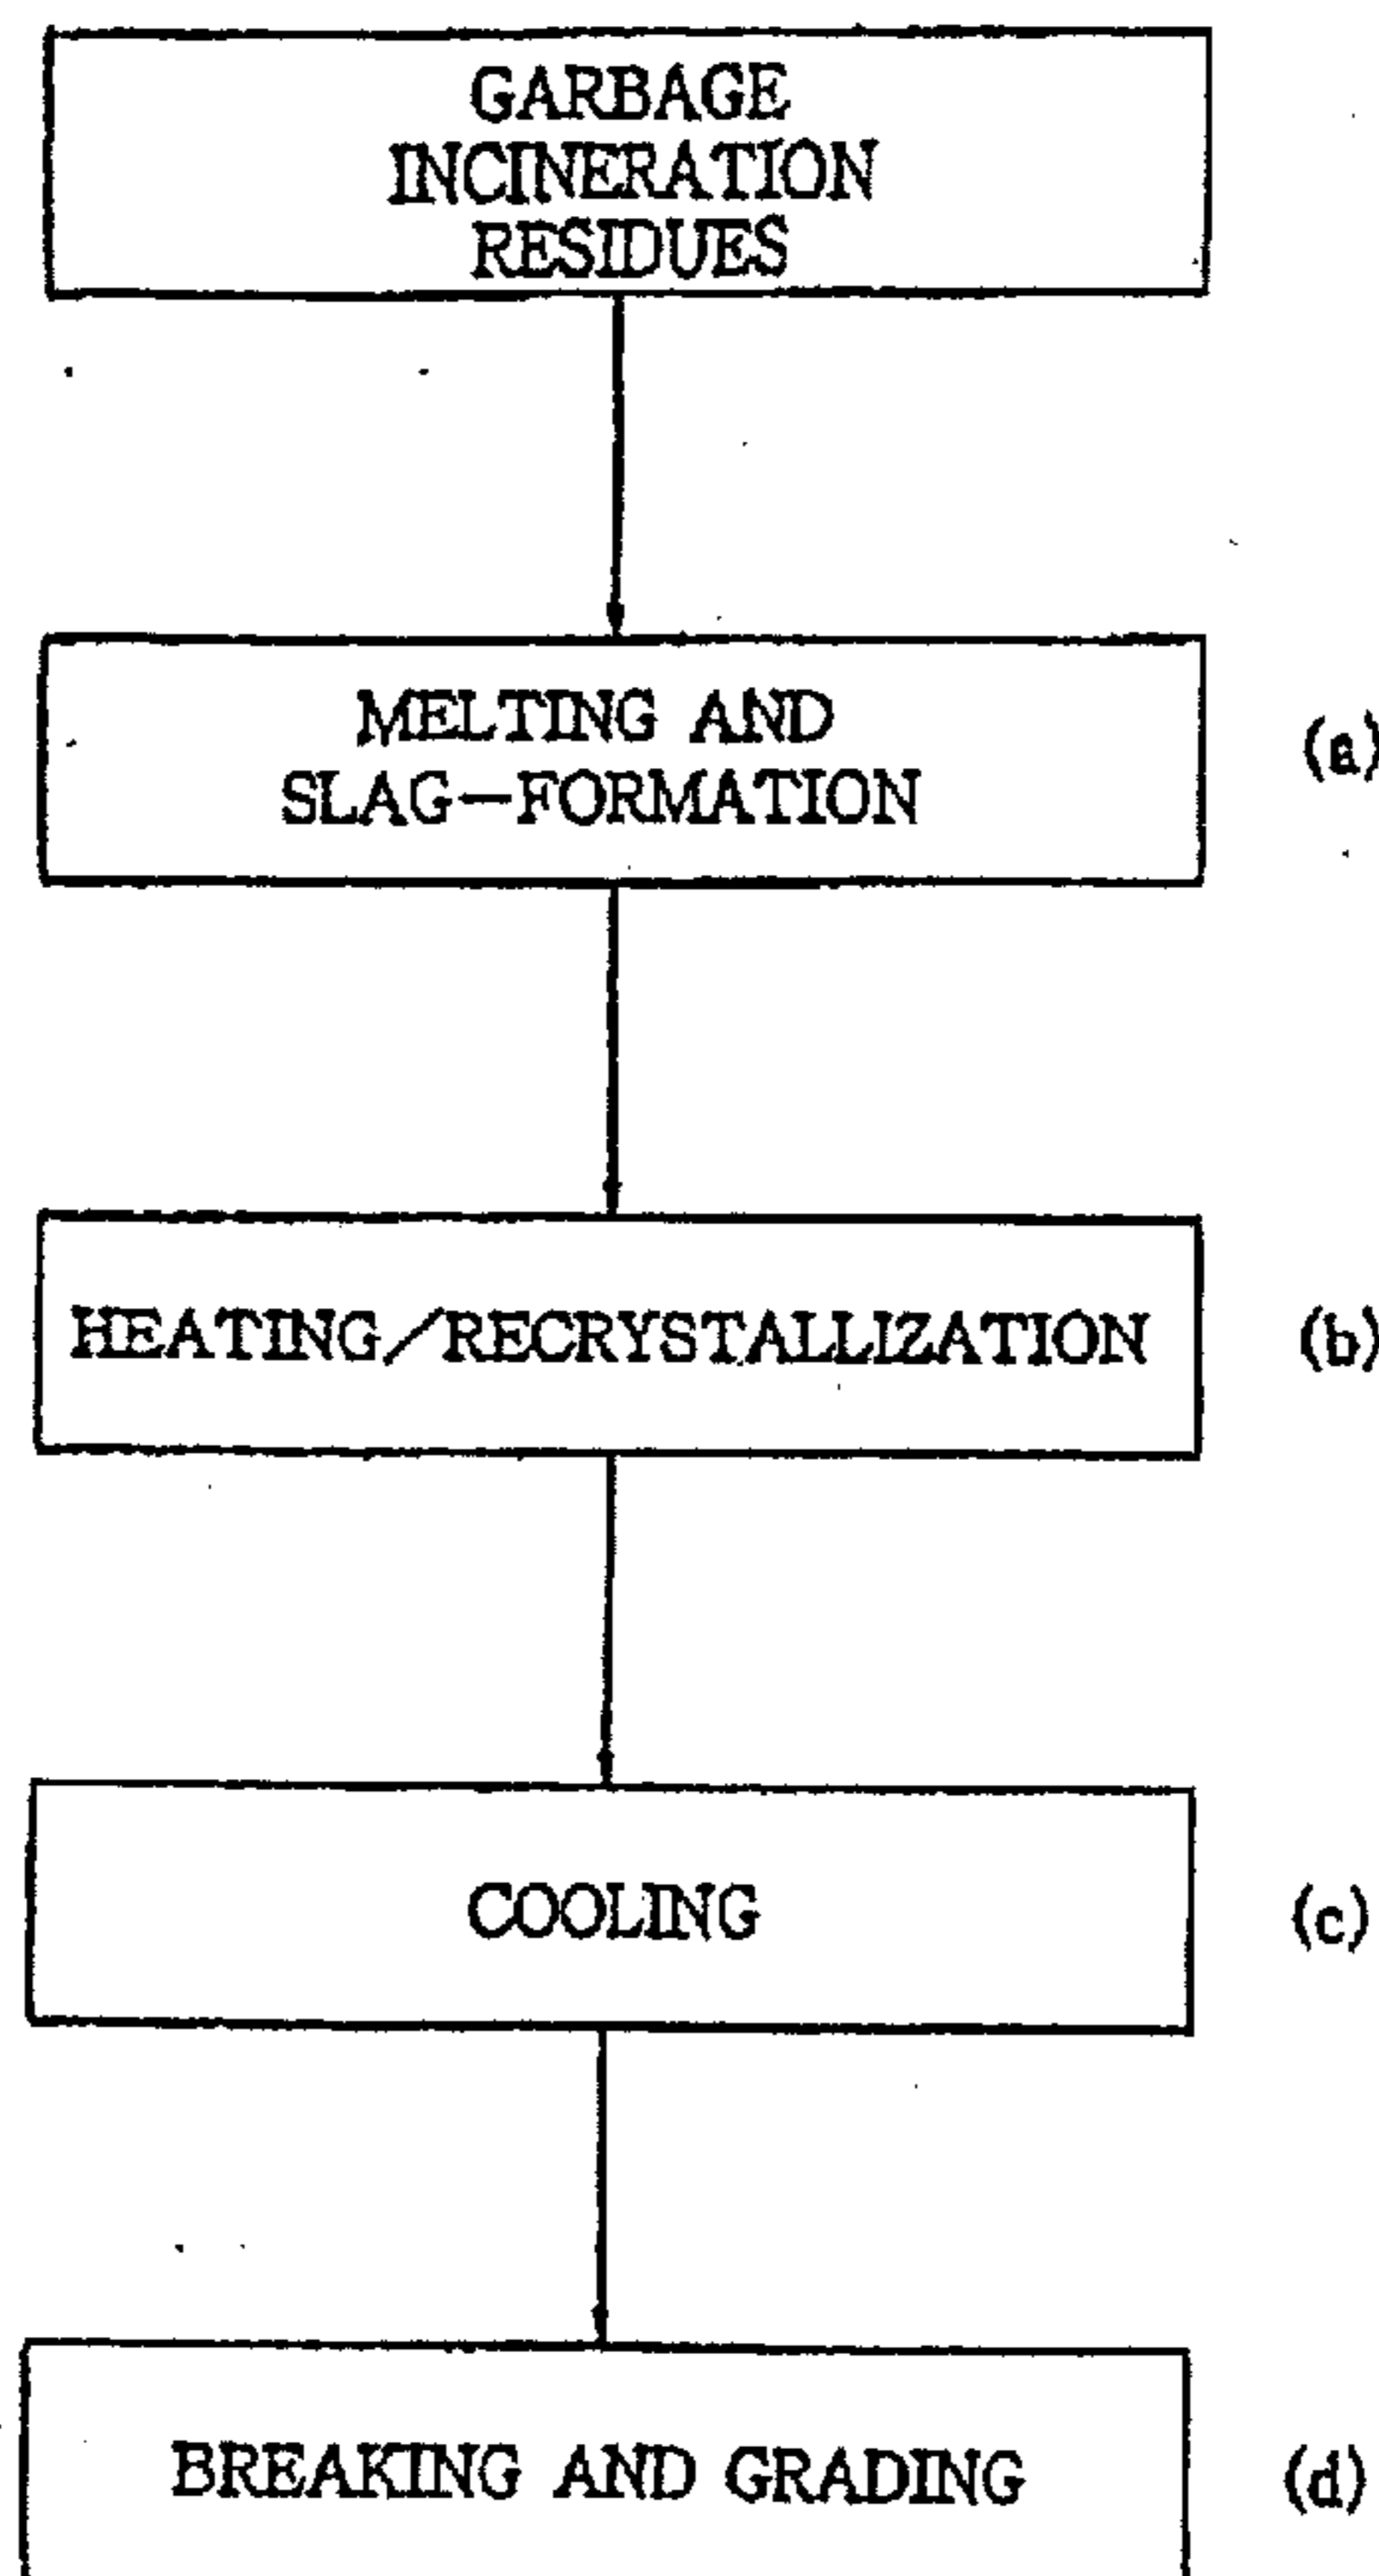 GARBAGE
INCINERATION
RESIDUES
MELTING AND
SLAG-FORMATION
(a)
HEATING/RECRYSTALLIZATION
(b)
COOLING
(c)
BREAKING AND GRADING
(d)